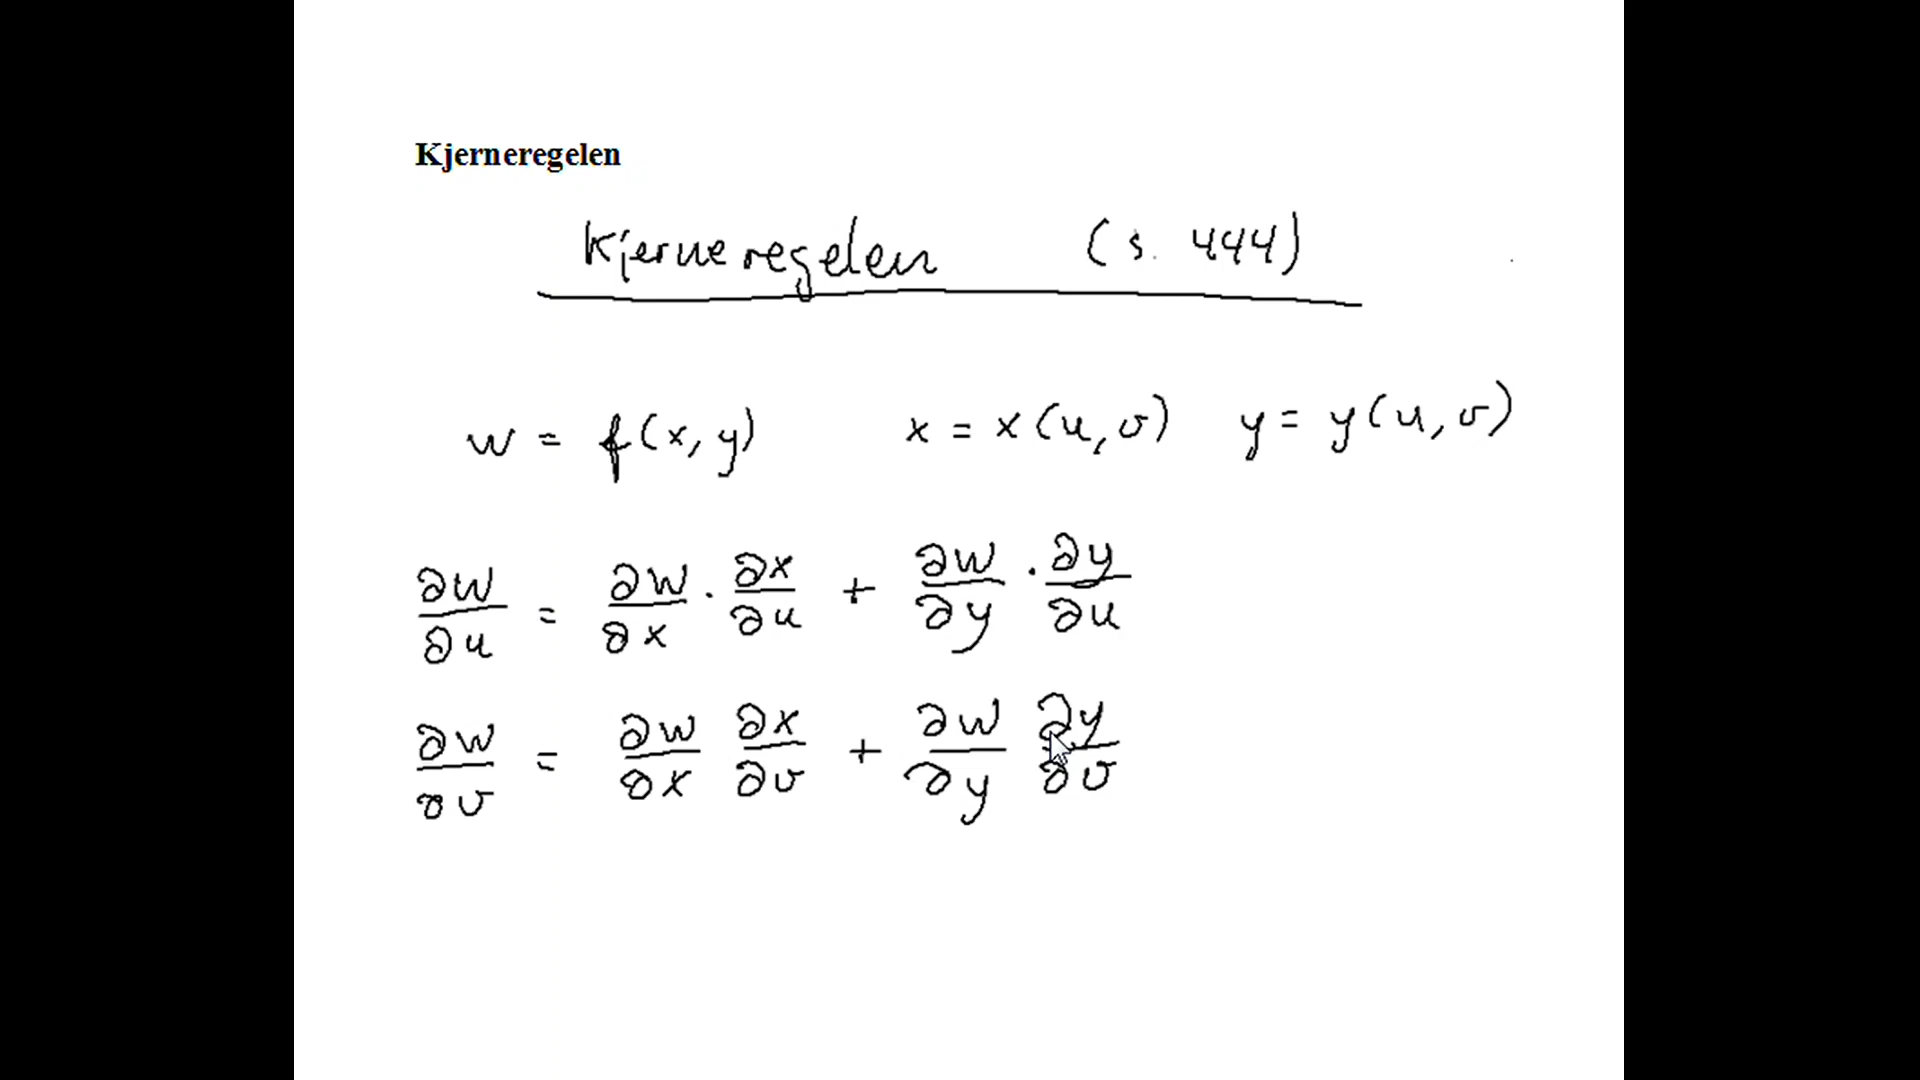 Kjerneregelen
Kjerneregelen (s. 444)
w = f(x, y) x = x(u, v) y = y(u, v)
∂w/∂u = ∂w/∂x · ∂x/∂u + ∂w/∂y · ∂y/∂u
∂w/∂v = ∂w/∂x ∂x/∂v + ∂w/∂y ∂y/∂v